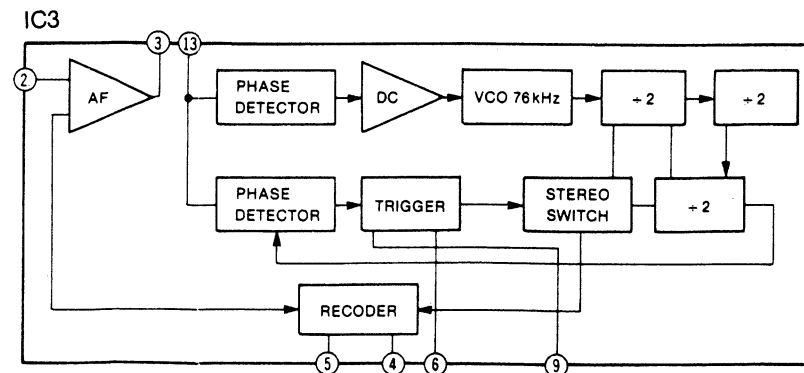 IC3
3 13
2
AF
PHASE
DETECTOR
DC
VCO 76kHz
÷2
÷2
PHASE
DETECTOR
TRIGGER
STEREO
SWITCH
÷2
RECODER
5 4 6 9